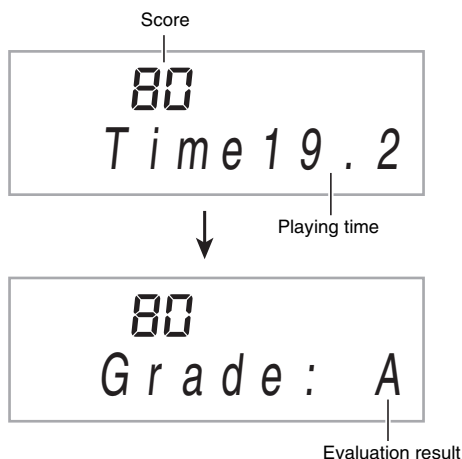 Score
80
Time19.2
Playing time
80
Grade: A
Evaluation result